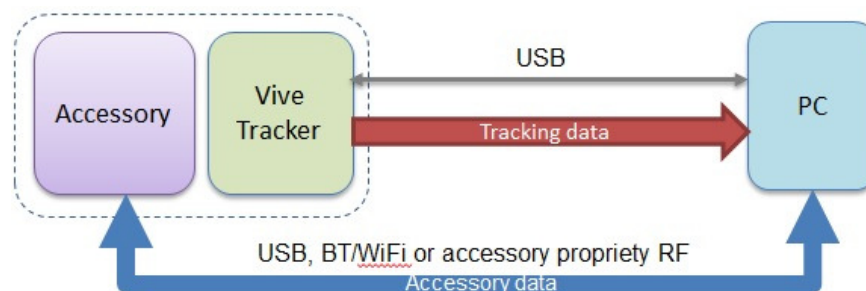 USB
Accessory
Vive
Tracker
PC
Tracking data
USB, BT/WiFi or accessory propriety RF
Accessory data